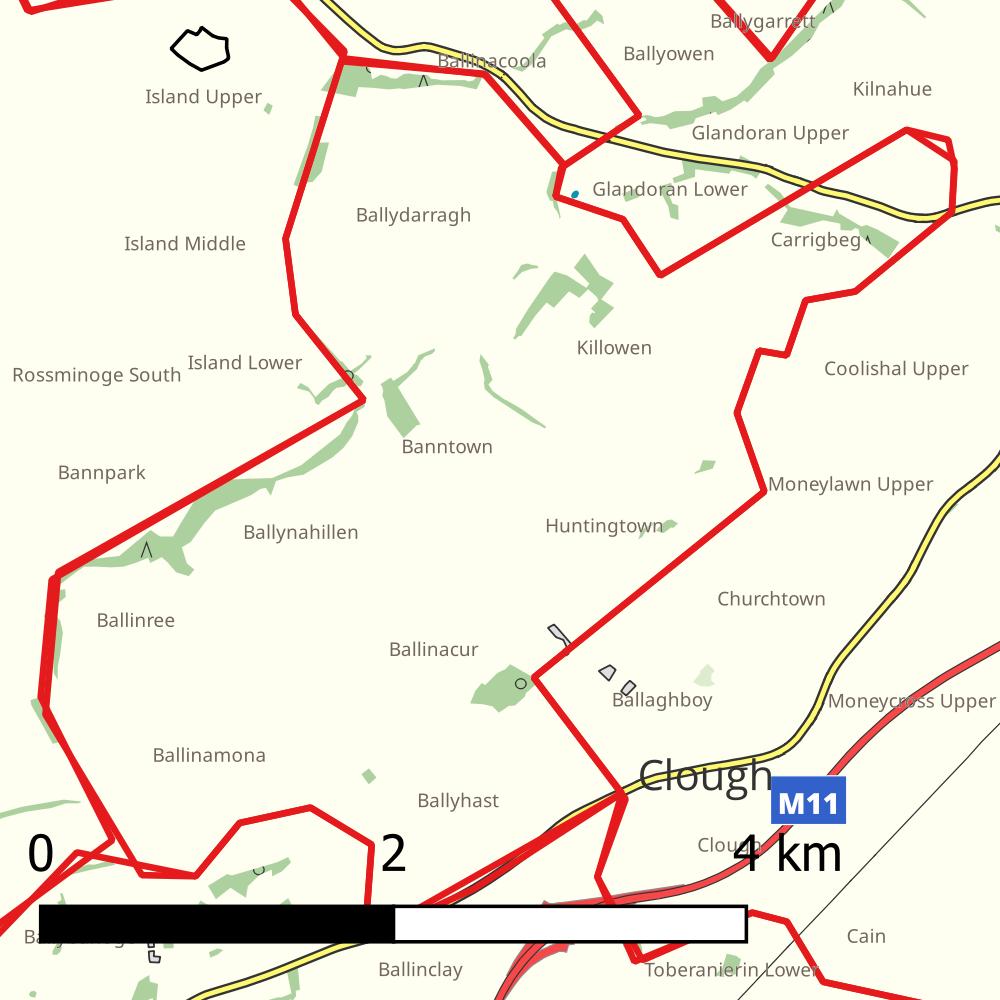 Ballygarrett
Ballyowen
Ballinacoola
Kilnahue
Island Upper
Glandoran Upper
Glandoran Lower
Ballydarragh
Carrigbeg
Island Middle
Killowen
Island Lower
Coolishal Upper
Rossminoge South
Banntown
Bannpark
Moneylawn Upper
Huntingtown
Ballynahillen
Churchtown
Ballinree
Ballinacur
Ballaghboy
Moneycross Upper
Ballinamona
Clough
Ballyhast
M11
Clough
0 2 4 km
Cain
Ballinclay
Toberanierin Lower